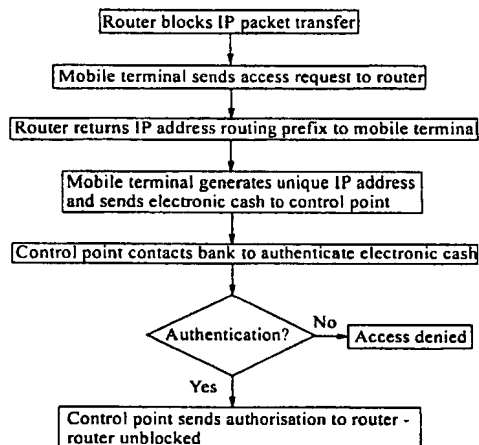 Router blocks IP packet transfer
Mobile terminal sends access request to router
Router returns IP address routing prefix to mobile terminal
Mobile terminal generates unique IP address
and sends electronic cash to control point
Control point contacts bank to authenticate electronic cash
Authentication?
No
Access denied
Yes
Control point sends authorisation to router -
router unblocked